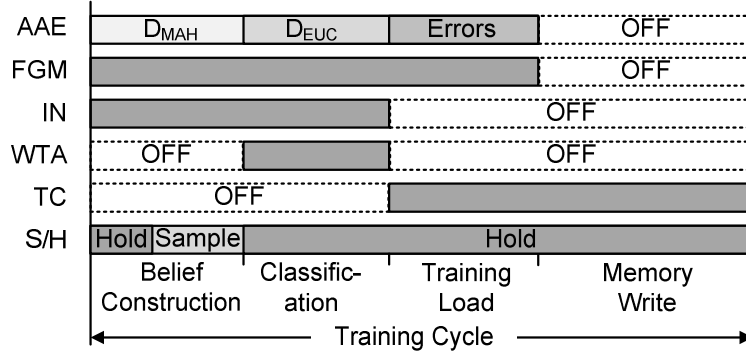 AAE D_MAH D_EUC Errors OFF
FGM OFF
IN OFF
WTA OFF OFF
TC OFF
S/H Hold Sample Hold
Belief Classific- Training Memory
Construction ation Load Write
Training Cycle